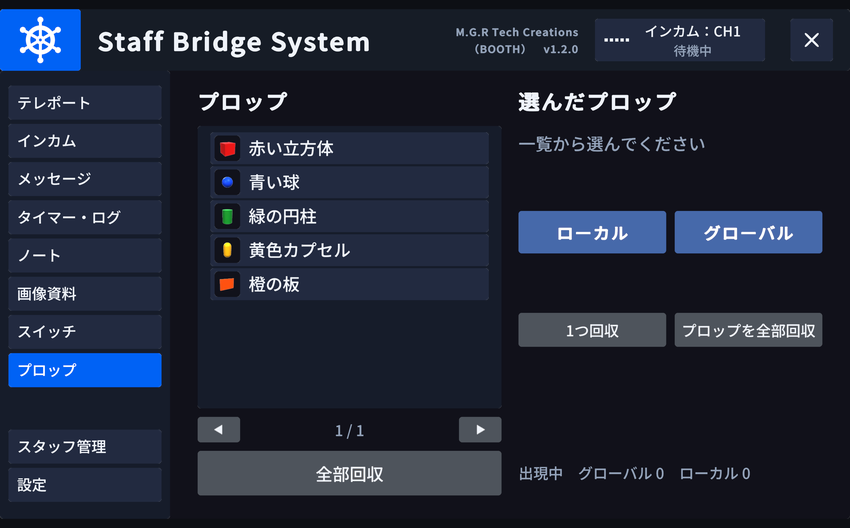 Staff Bridge System
M.G.R Tech Creations
（BOOTH） v1.2.0
インカム：CH1
待機中
テレポート
インカム
メッセージ
タイマー・ログ
ノート
画像資料
スイッチ
プロップ
スタッフ管理
設定
プロップ
赤い立方体
青い球
緑の円柱
黄色カプセル
橙の板
1 / 1
全部回収
選んだプロップ
一覧から選んでください
ローカル
グローバル
1つ回収
プロップを全部回収
出現中 グローバル 0 ローカル 0